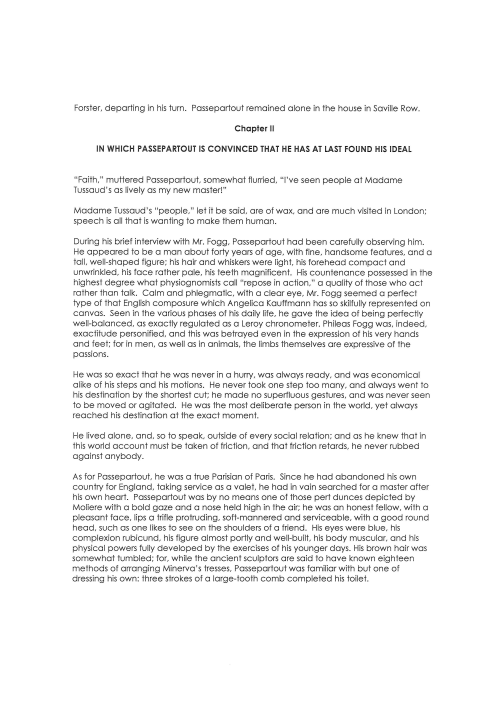 Forster, departing in his turn.  Passepartout remained alone in the house in Saville Row.
Chapter II
IN WHICH PASSEPARTOUT IS CONVINCED THAT HE HAS AT LAST FOUND HIS IDEAL
"Faith," muttered Passepartout, somewhat flurried, "I've seen people at Madame
Tussaud's as lively as my new master!"
Madame Tussaud's "people," let it be said, are of wax, and are much visited in London;
speech is all that is wanting to make them human.
During his brief interview with Mr. Fogg, Passepartout had been carefully observing him.
He appeared to be a man about forty years of age, with fine, handsome features, and a
tall, well-shaped figure; his hair and whiskers were light, his forehead compact and
unwrinkled, his face rather pale, his teeth magnificent.  His countenance possessed in the
highest degree what physiognomists call "repose in action," a quality of those who act
rather than talk.  Calm and phlegmatic, with a clear eye, Mr. Fogg seemed a perfect
type of that English composure which Angelica Kauffmann has so skilfully represented on
canvas.  Seen in the various phases of his daily life, he gave the idea of being perfectly
well-balanced, as exactly regulated as a Leroy chronometer. Phileas Fogg was, indeed,
exactitude personified, and this was betrayed even in the expression of his very hands
and feet; for in men, as well as in animals, the limbs themselves are expressive of the
passions.
He was so exact that he was never in a hurry, was always ready, and was economical
alike of his steps and his motions.  He never took one step too many, and always went to
his destination by the shortest cut; he made no superfluous gestures, and was never seen
to be moved or agitated.  He was the most deliberate person in the world, yet always
reached his destination at the exact moment.
He lived alone, and, so to speak, outside of every social relation; and as he knew that in
this world account must be taken of friction, and that friction retards, he never rubbed
against anybody.
As for Passepartout, he was a true Parisian of Paris.  Since he had abandoned his own
country for England, taking service as a valet, he had in vain searched for a master after
his own heart.  Passepartout was by no means one of those pert dunces depicted by
Moliere with a bold gaze and a nose held high in the air; he was an honest fellow, with a
pleasant face, lips a trifle protruding, soft-mannered and serviceable, with a good round
head, such as one likes to see on the shoulders of a friend.  His eyes were blue, his
complexion rubicund, his figure almost portly and well-built, his body muscular, and his
physical powers fully developed by the exercises of his younger days. His brown hair was
somewhat tumbled; for, while the ancient sculptors are said to have known eighteen
methods of arranging Minerva's tresses, Passepartout was familiar with but one of
dressing his own: three strokes of a large-tooth comb completed his toilet.